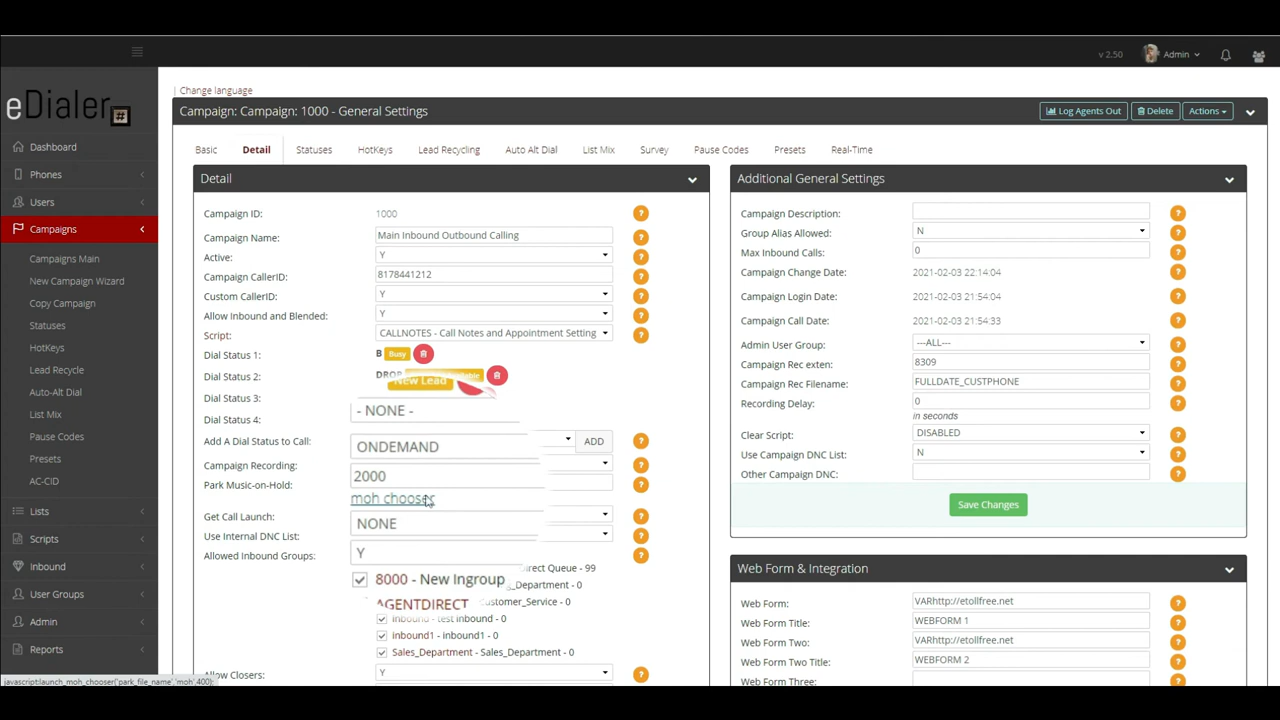 v 2.50
Admin
eDialer #
Dashboard
Phones
Users
Campaigns
Campaigns Main
New Campaign Wizard
Copy Campaign
Statuses
HotKeys
Lead Recycle
Auto-Alt Dial
List Mix
Pause Codes
Presets
AC-CID
Lists
Scripts
Inbound
User Groups
Admin
Reports
javascript:launch_moh_chooser('park_file_name','moh',400);
Change language
Campaign: Campaign: 1000 - General Settings
Log Agents Out
Delete
Actions
Basic
Detail
Statuses
HotKeys
Lead Recycling
Auto Alt Dial
List Mix
Survey
Pause Codes
Presets
Real-Time
Detail
Campaign ID: 1000 ?
Campaign Name: Main Inbound Outbound Calling ?
Active: Y ?
Campaign CallerID: 8178441212 ?
Custom CallerID: Y ?
Allow Inbound and Blended: Y ?
Script: CALLNOTES - Call Notes and Appointment Setting ?
Dial Status 1: B Busy
Dial Status 2: DROP
Dial Status 3: New Lead
Dial Status 4:
- NONE -
Add A Dial Status to Call: ADD ?
ONDEMAND
Campaign Recording: ?
2000
Park Music-on-Hold: ?
moh chooser
Get Call Launch: ?
NONE
Use Internal DNC List: ?
Y
Allowed Inbound Groups: ?
Direct Queue - 99
8000 - New Ingroup
_Department - 0
AGENTDIRECT
Customer_Service - 0
inbound - test inbound - 0
inbound1 - inbound1 - 0
Sales_Department - Sales_Department - 0
Allow Closers: Y ?
Additional General Settings
Campaign Description: ?
Group Alias Allowed: N ?
Max Inbound Calls: 0 ?
Campaign Change Date: 2021-02-03 22:14:04 ?
Campaign Login Date: 2021-02-03 21:54:04 ?
Campaign Call Date: 2021-02-03 21:54:33 ?
Admin User Group: ---ALL--- ?
Campaign Rec exten: 8309 ?
Campaign Rec Filename: FULLDATE_CUSTPHONE ?
Recording Delay: 0 ?
in seconds
Clear Script: DISABLED ?
Use Campaign DNC List: N ?
Other Campaign DNC: ?
Save Changes
Web Form & Integration
Web Form: VARhttp://etollfree.net ?
Web Form Title: WEBFORM 1 ?
Web Form Two: VARhttp://etollfree.net ?
Web Form Two Title: WEBFORM 2 ?
Web Form Three: ?